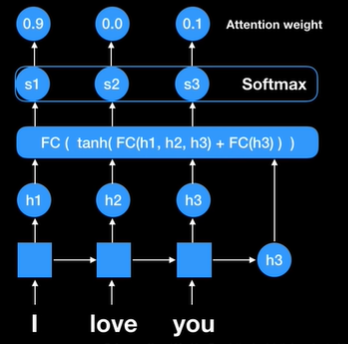 0.9 0.0 0.1 Attention weight
s1 s2 s3 Softmax
FC ( tanh( FC(h1, h2, h3) + FC(h3) ) )
h1 h2 h3
h3
I love you